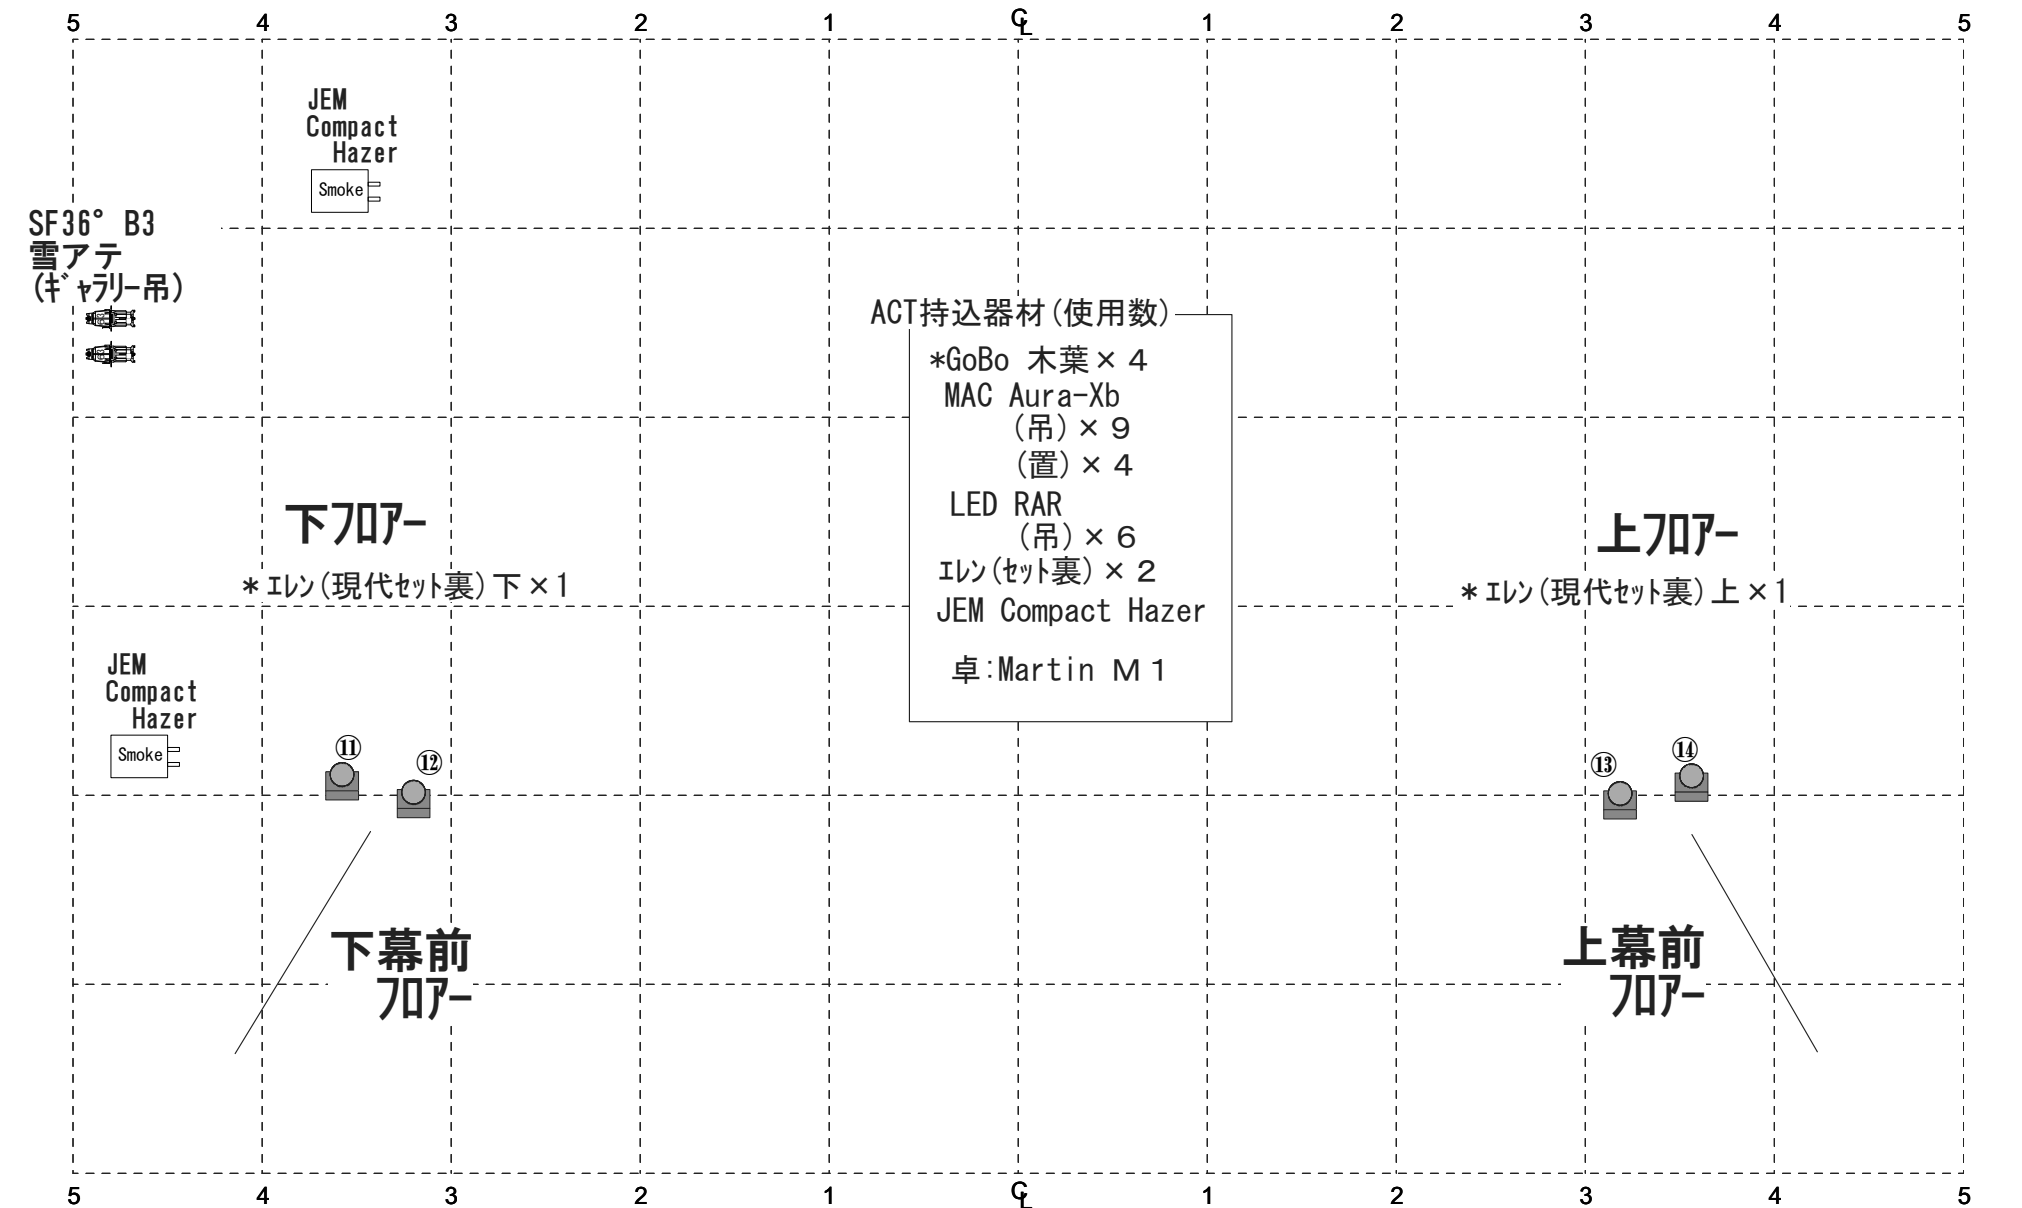 5 4 3 2 1 ℄ 1 2 3 4 5
JEM
Compact
Hazer
Smoke
SF36° B3
雪アテ
(ｷﾞｬﾗﾘｰ吊)
ACT持込器材(使用数)
*GoBo 木葉×４
MAC Aura-Xb
(吊)×９
(置)×４
LED RAR
(吊)×６
ｴﾚﾝ(ｾｯﾄ裏)×２
JEM Compact Hazer
卓:Martin Ｍ１
下ﾌﾛｱｰ
＊ｴﾚﾝ(現代ｾｯﾄ裏)下×1
上ﾌﾛｱｰ
＊ｴﾚﾝ(現代ｾｯﾄ裏)上×1
JEM
Compact
Hazer
Smoke
⑪
⑫
⑬
⑭
下幕前
ﾌﾛｱｰ
上幕前
ﾌﾛｱｰ
5 4 3 2 1 ℄ 1 2 3 4 5